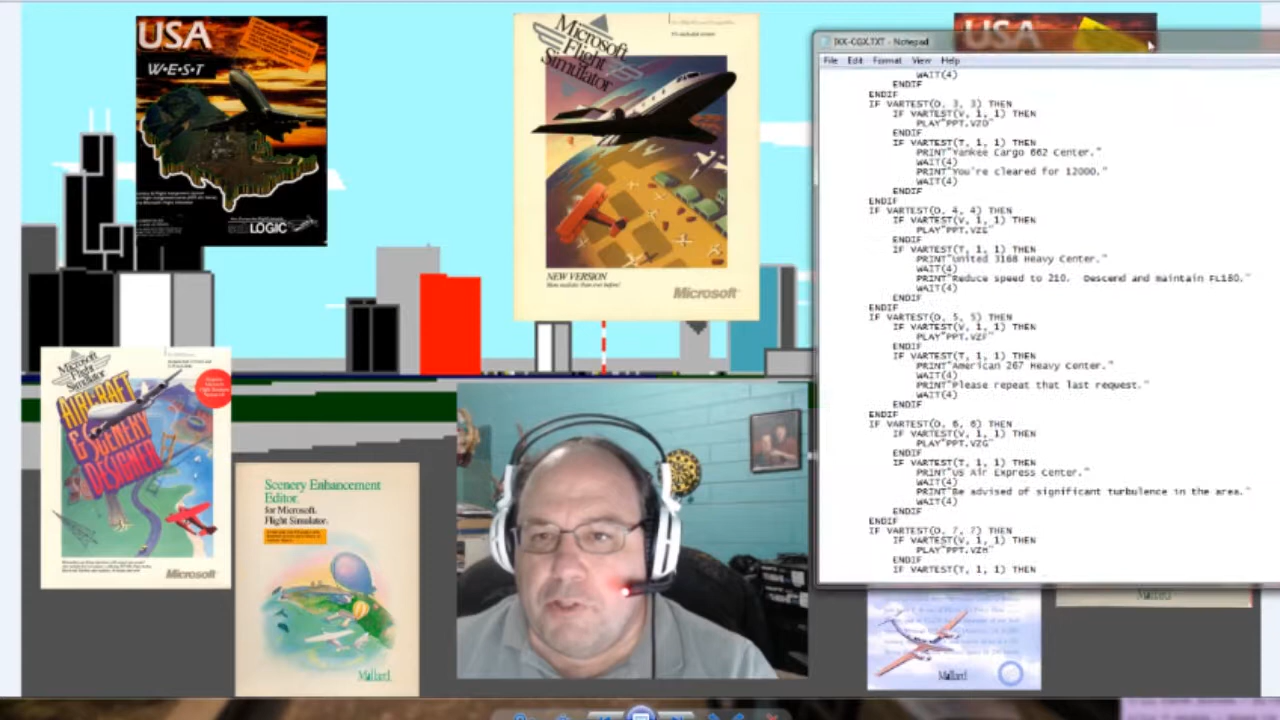 USA
W•E•S•T
LOGIC
Microsoft
Flight
Simulator
NEW VERSION
More realistic than ever before!
Microsoft
USA
JKK-CGX.TXT - Notepad
File Edit Format View Help
WAIT(4)
ENDIF
ENDIF
IF VARTEST(O, 3, 3) THEN
IF VARTEST(V, 1, 1) THEN
PLAY"PPT.VZD"
ENDIF
IF VARTEST(T, 1, 1) THEN
PRINT"Yankee Cargo 662 Center."
WAIT(4)
PRINT"You're cleared for 12000."
WAIT(4)
ENDIF
ENDIF
IF VARTEST(O, 4, 4) THEN
IF VARTEST(V, 1, 1) THEN
PLAY"PPT.VZE"
ENDIF
IF VARTEST(T, 1, 1) THEN
PRINT"United 3168 Heavy Center."
WAIT(4)
PRINT"Reduce speed to 210.  Descend and maintain FL180."
WAIT(4)
ENDIF
ENDIF
IF VARTEST(O, 5, 5) THEN
IF VARTEST(V, 1, 1) THEN
PLAY"PPT.VZF"
ENDIF
IF VARTEST(T, 1, 1) THEN
PRINT"American 267 Heavy Center."
WAIT(4)
PRINT"Please repeat that last request."
WAIT(4)
ENDIF
ENDIF
IF VARTEST(O, 6, 6) THEN
IF VARTEST(V, 1, 1) THEN
PLAY"PPT.VZG"
ENDIF
IF VARTEST(T, 1, 1) THEN
PRINT"US Air Express Center."
WAIT(4)
PRINT"Be advised of significant turbulence in the area."
WAIT(4)
ENDIF
ENDIF
IF VARTEST(O, 7, 7) THEN
IF VARTEST(V, 1, 1) THEN
PLAY"PPT.VZH"
ENDIF
IF VARTEST(T, 1, 1) THEN
Microsoft
Flight
Simulator
AIRCRAFT
& SCENERY
DESIGNER
Microsoft
Scenery Enhancement
Editor
for Microsoft
Flight Simulator
Mallard
Mallard